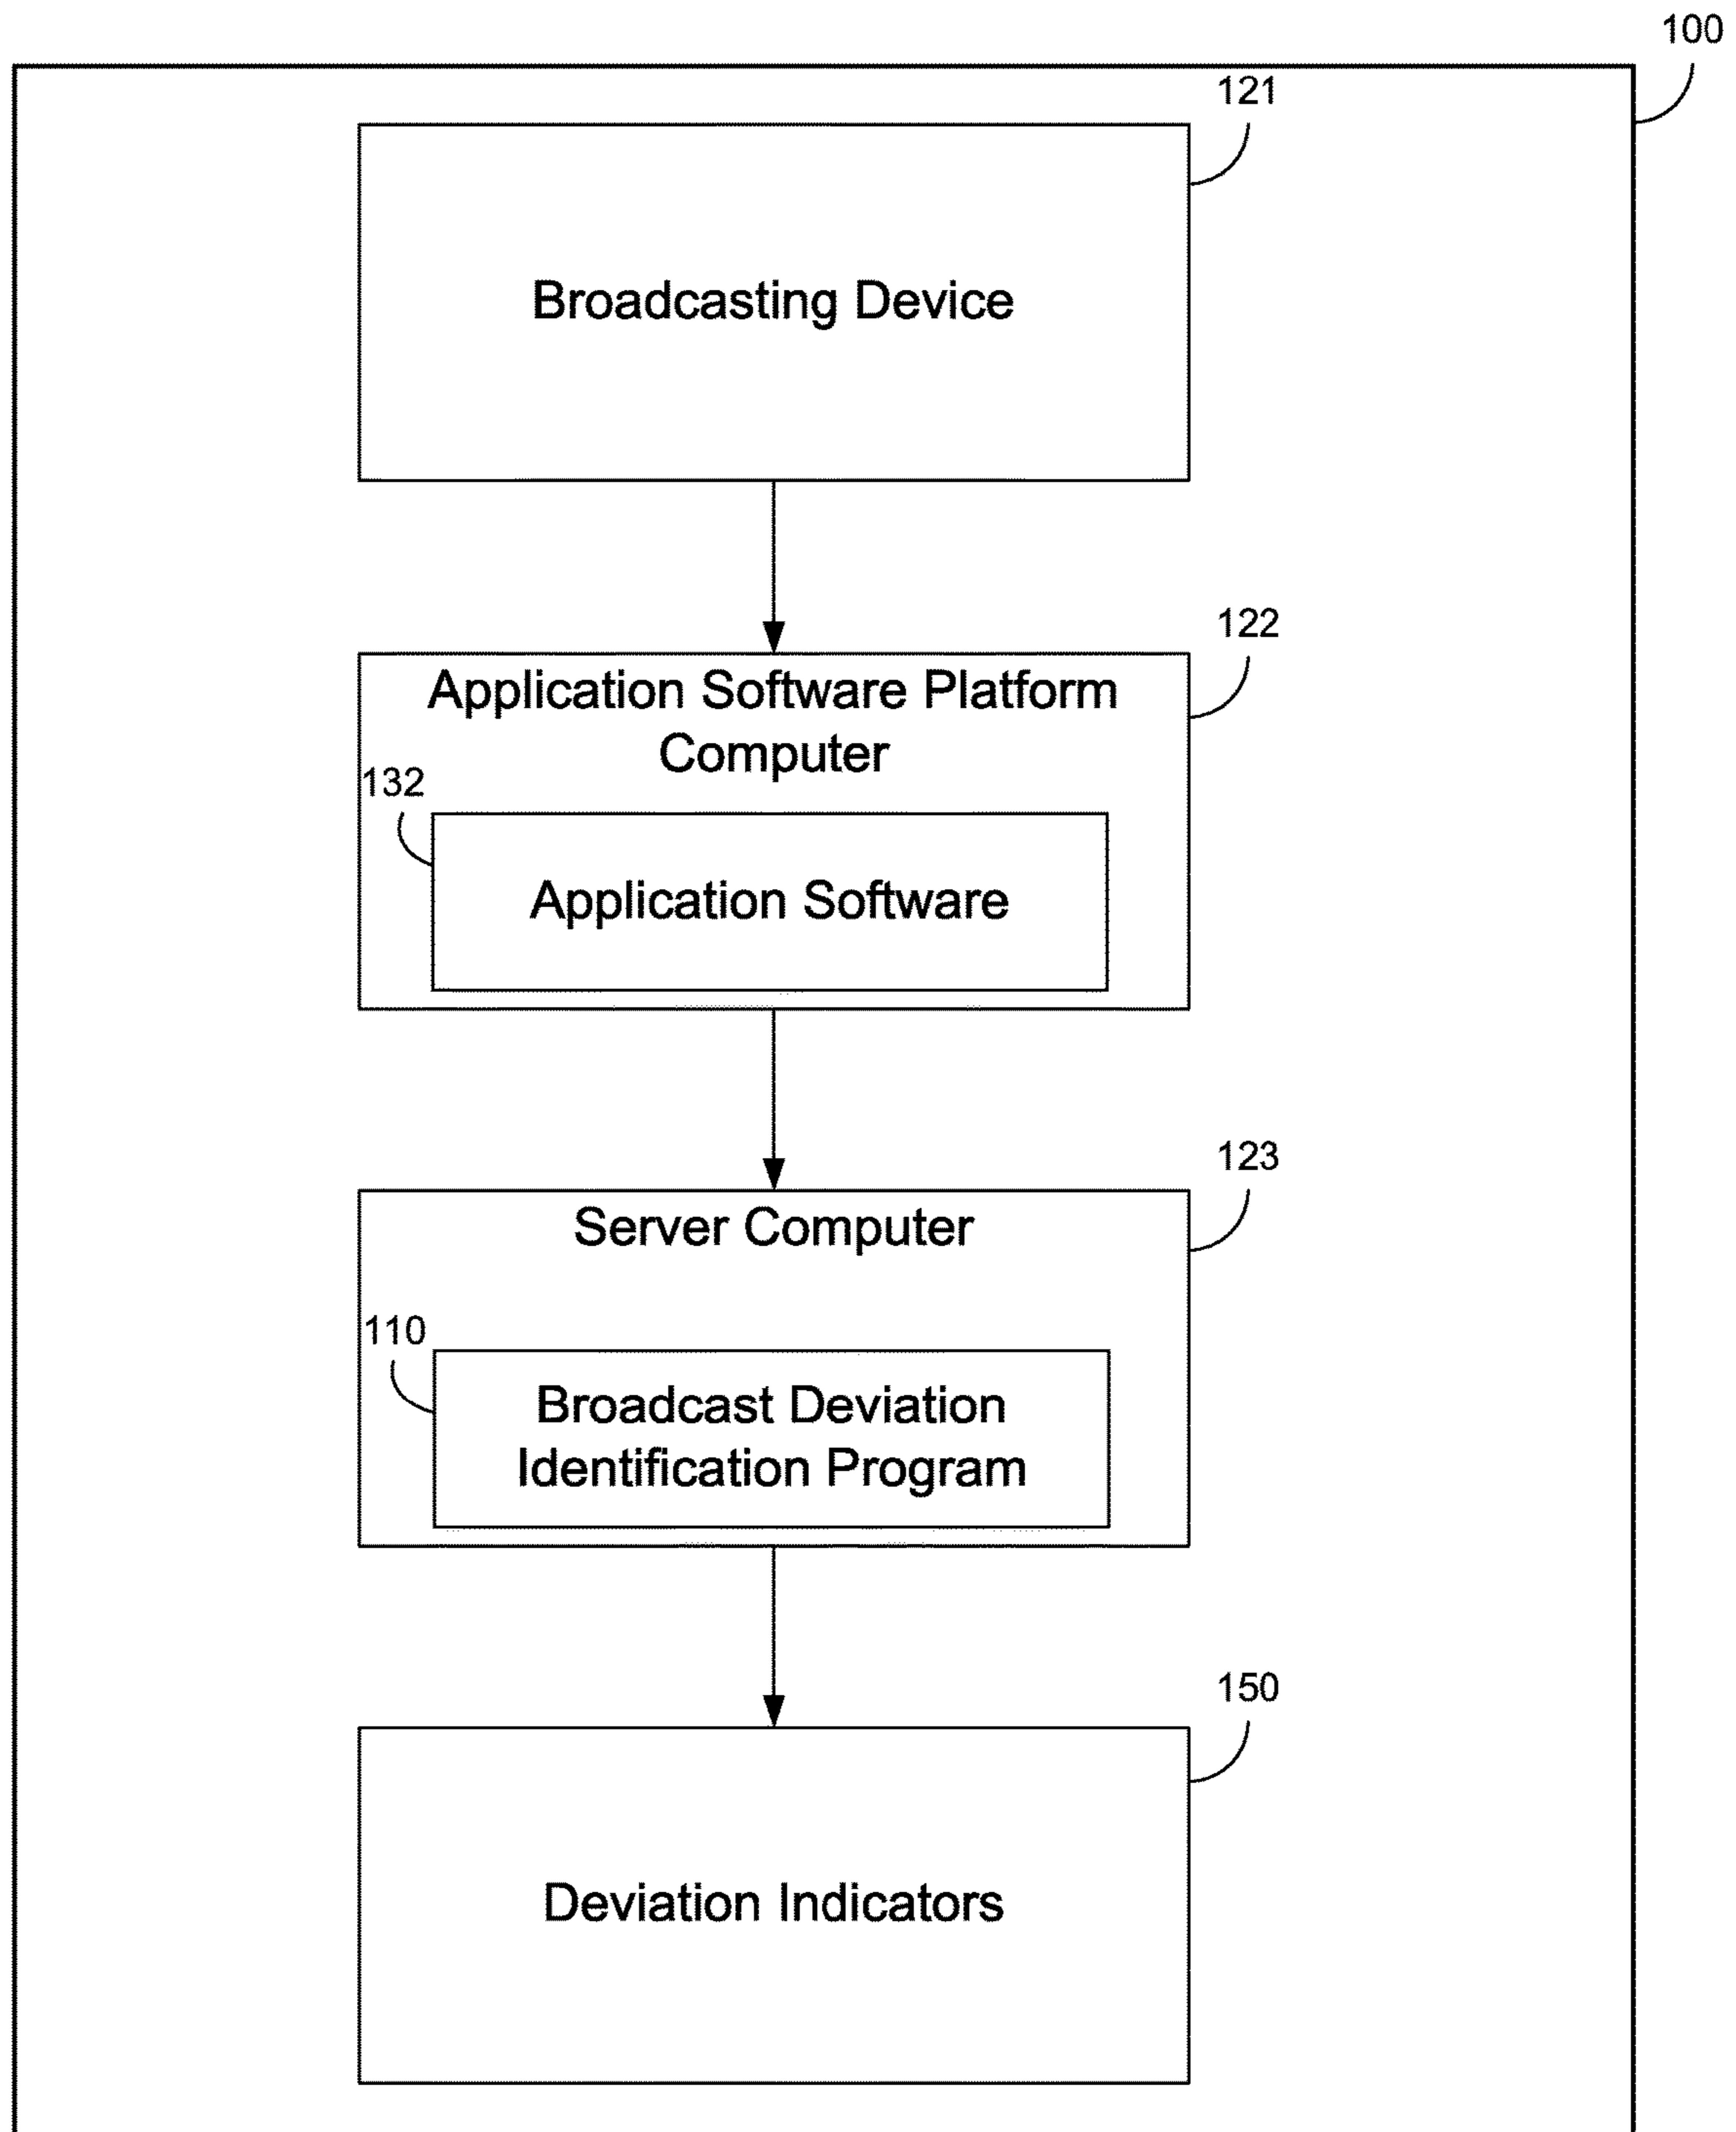 100
121
Broadcasting Device
122
Application Software Platform
Computer
132
Application Software
123
Server Computer
110
Broadcast Deviation
Identification Program
150
Deviation Indicators